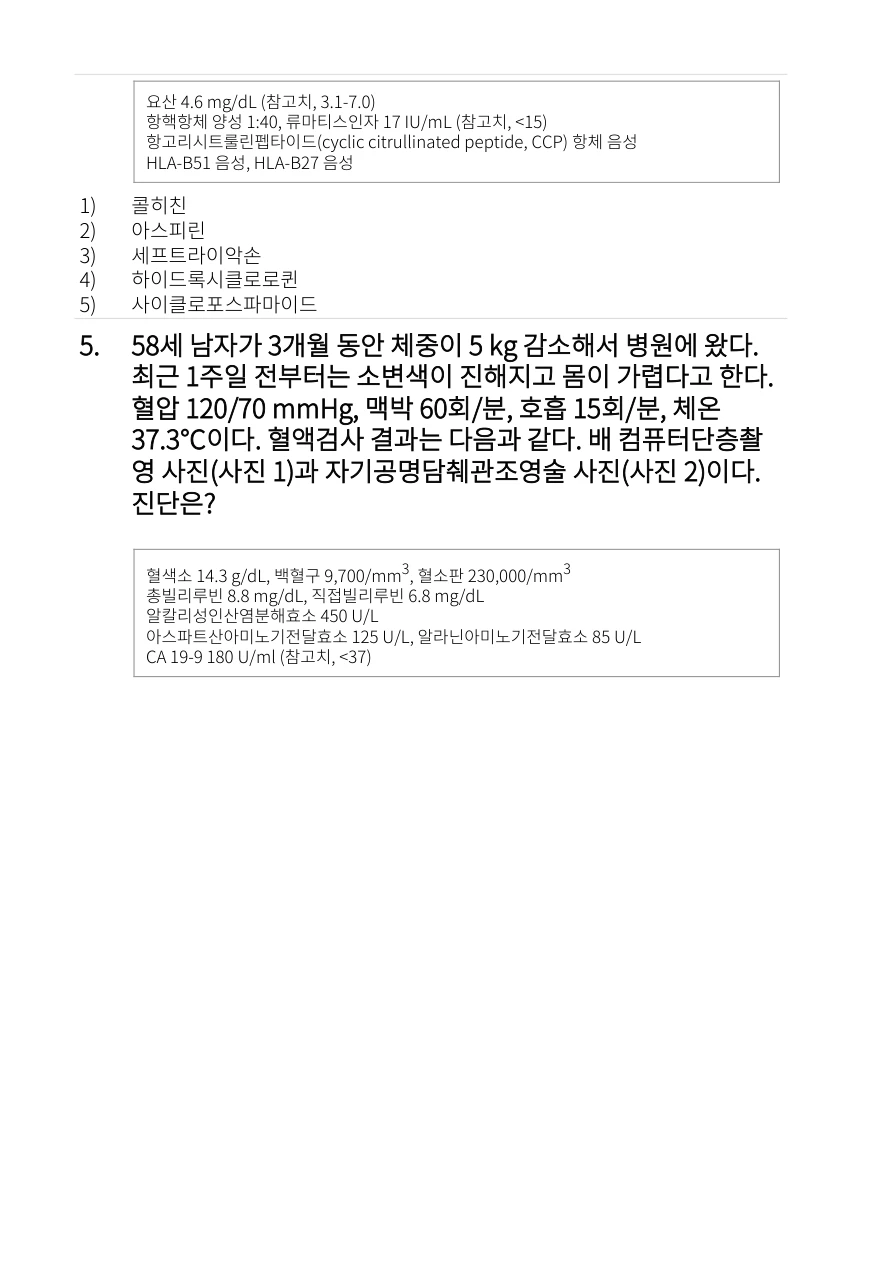 요산 4.6 mg/dL (참고치, 3.1-7.0)
항핵항체 양성 1:40, 류마티스인자 17 IU/mL (참고치, <15)
항고리시트룰린펩타이드(cyclic citrullinated peptide, CCP) 항체 음성
HLA-B51 음성, HLA-B27 음성
1) 콜히친
2) 아스피린
3) 세프트라이악손
4) 하이드록시클로로퀸
5) 사이클로포스파마이드
5. 58세 남자가 3개월 동안 체중이 5 kg 감소해서 병원에 왔다.
최근 1주일 전부터는 소변색이 진해지고 몸이 가렵다고 한다.
혈압 120/70 mmHg, 맥박 60회/분, 호흡 15회/분, 체온
37.3℃이다. 혈액검사 결과는 다음과 같다. 배 컴퓨터단층촬
영 사진(사진 1)과 자기공명담췌관조영술 사진(사진 2)이다.
진단은?
혈색소 14.3 g/dL, 백혈구 9,700/mm³, 혈소판 230,000/mm³
총빌리루빈 8.8 mg/dL, 직접빌리루빈 6.8 mg/dL
알칼리성인산염분해효소 450 U/L
아스파트산아미노기전달효소 125 U/L, 알라닌아미노기전달효소 85 U/L
CA 19-9 180 U/ml (참고치, <37)